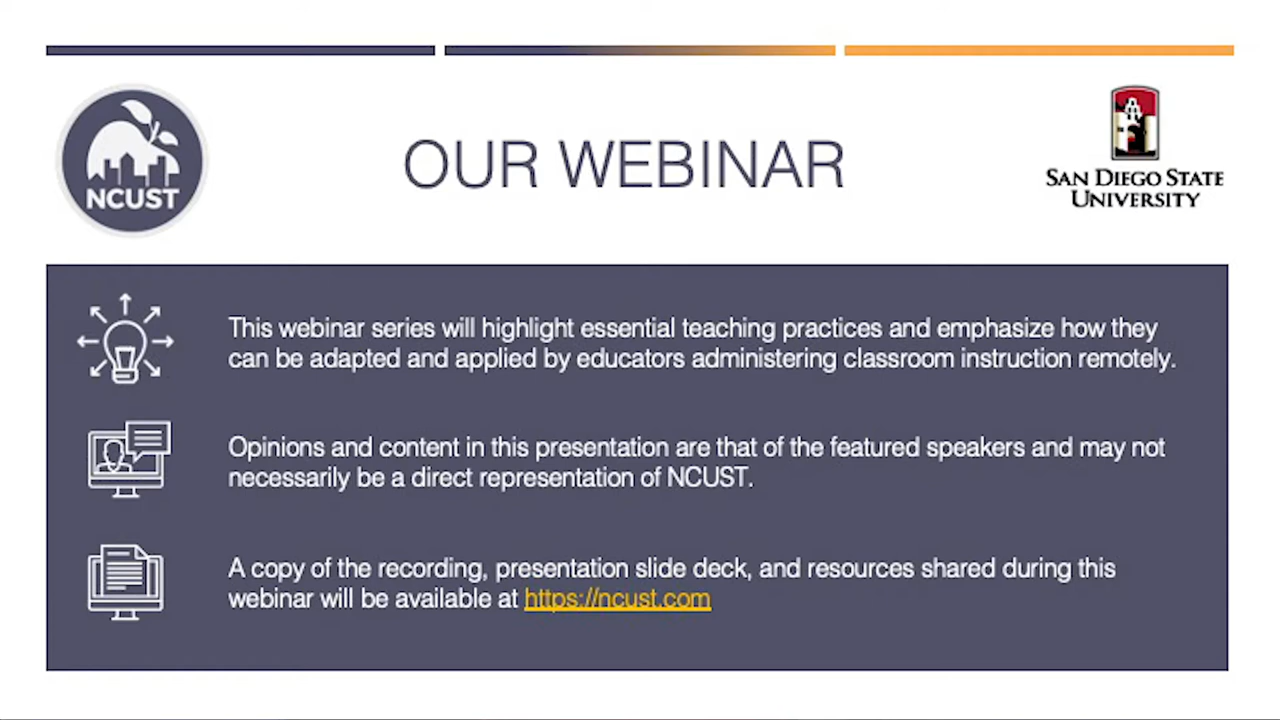 NCUST
OUR WEBINAR
SAN DIEGO STATE
UNIVERSITY
This webinar series will highlight essential teaching practices and emphasize how they
can be adapted and applied by educators administering classroom instruction remotely.
Opinions and content in this presentation are that of the featured speakers and may not
necessarily be a direct representation of NCUST.
A copy of the recording, presentation slide deck, and resources shared during this
webinar will be available at https://ncust.com